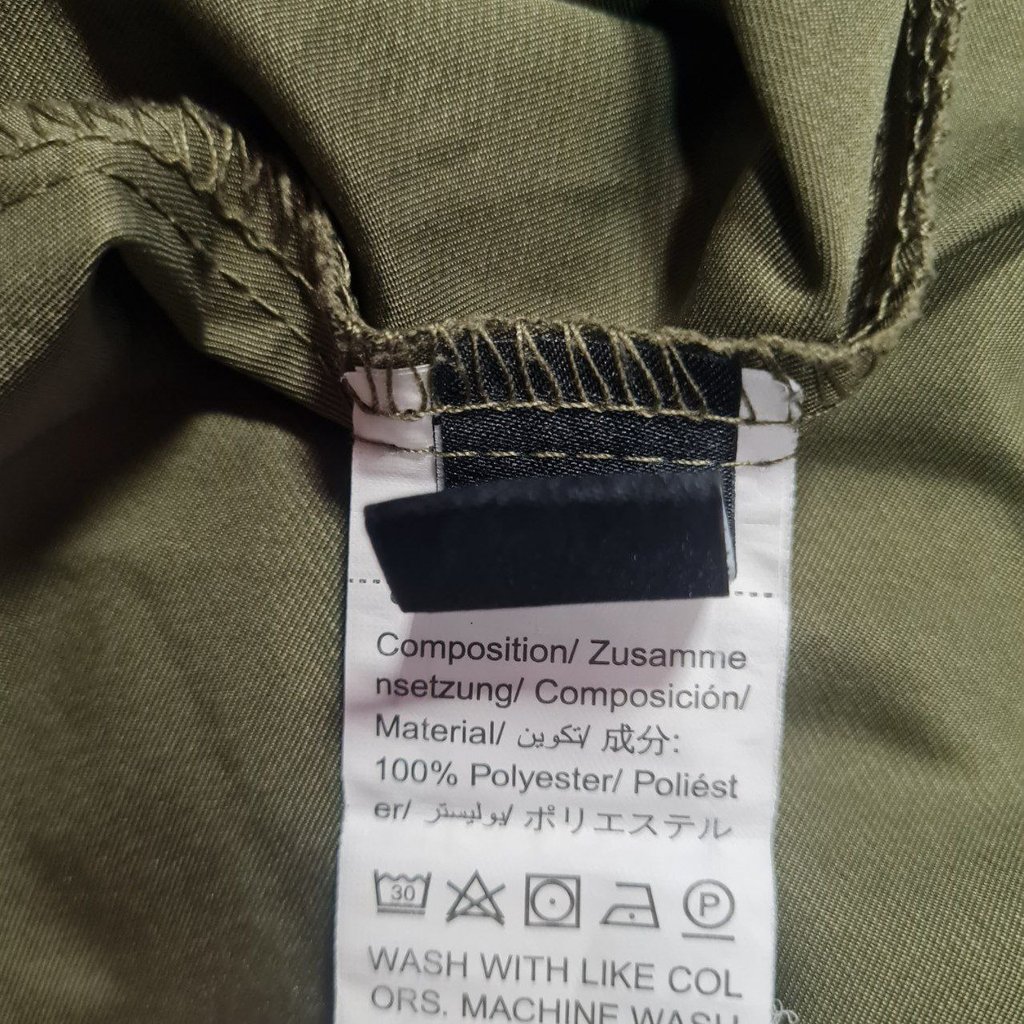 Composition/ Zusamme
nsetzung/ Composición/
Material/ تكوين/ 成分:
100% Polyester/ Poliést
er/ بوليستر/ ポリエステル
30 P
WASH WITH LIKE COL
ORS. MACHINE WASH